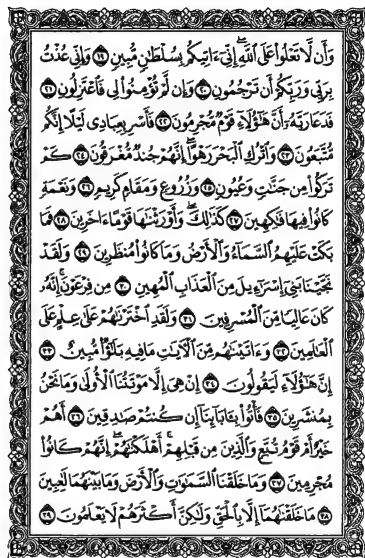 وَأَن لَّا تَعْلُوا۟ عَلَى ٱللَّهِ ۖ إِنِّىٓ ءَاتِيكُم بِسُلْطَٰنٍ مُّبِينٍ ١٩ وَإِنِّى عُذْتُ
بِرَبِّى وَرَبِّكُمْ أَن تَرْجُمُونِ ٢٠ وَإِن لَّمْ تُؤْمِنُوا۟ لِى فَٱعْتَزِلُونِ ٢١
فَدَعَا رَبَّهُۥٓ أَنَّ هَٰٓؤُلَآءِ قَوْمٌ مُّجْرِمُونَ ٢٢ فَأَسْرِ بِعِبَادِى لَيْلًا إِنَّكُم
مُّتَّبَعُونَ ٢٣ وَٱتْرُكِ ٱلْبَحْرَ رَهْوًا ۖ إِنَّهُمْ جُندٌ مُّغْرَقُونَ ٢٤ كَمْ
تَرَكُوا۟ مِن جَنَّٰتٍ وَعُيُونٍ ٢٥ وَزُرُوعٍ وَمَقَامٍ كَرِيمٍ ٢٦ وَنَعْمَةٍ
كَانُوا۟ فِيهَا فَٰكِهِينَ ٢٧ كَذَٰلِكَ ۖ وَأَوْرَثْنَٰهَا قَوْمًا ءَاخَرِينَ ٢٨ فَمَا
بَكَتْ عَلَيْهِمُ ٱلسَّمَآءُ وَٱلْأَرْضُ وَمَا كَانُوا۟ مُنظَرِينَ ٢٩ وَلَقَدْ
نَجَّيْنَا بَنِىٓ إِسْرَٰٓءِيلَ مِنَ ٱلْعَذَابِ ٱلْمُهِينِ ٣٠ مِن فِرْعَوْنَ ۚ إِنَّهُۥ
كَانَ عَالِيًا مِّنَ ٱلْمُسْرِفِينَ ٣١ وَلَقَدِ ٱخْتَرْنَٰهُمْ عَلَىٰ عِلْمٍ عَلَى
ٱلْعَٰلَمِينَ ٣٢ وَءَاتَيْنَٰهُم مِّنَ ٱلْءَايَٰتِ مَا فِيهِ بَلَٰٓؤٌا۟ مُّبِينٌ ٣٣
إِنَّ هَٰٓؤُلَآءِ لَيَقُولُونَ ٣٤ إِنْ هِىَ إِلَّا مَوْتَتُنَا ٱلْأُولَىٰ وَمَا نَحْنُ
بِمُنشَرِينَ ٣٥ فَأْتُوا۟ بِـَٔابَآئِنَآ إِن كُنتُمْ صَٰدِقِينَ ٣٦ أَهُمْ
خَيْرٌ أَمْ قَوْمُ تُبَّعٍ وَٱلَّذِينَ مِن قَبْلِهِمْ ۚ أَهْلَكْنَٰهُمْ ۖ إِنَّهُمْ كَانُوا۟
مُجْرِمِينَ ٣٧ وَمَا خَلَقْنَا ٱلسَّمَٰوَٰتِ وَٱلْأَرْضَ وَمَا بَيْنَهُمَا لَٰعِبِينَ
٣٨ مَا خَلَقْنَٰهُمَآ إِلَّا بِٱلْحَقِّ وَلَٰكِنَّ أَكْثَرَهُمْ لَا يَعْلَمُونَ ٣٩